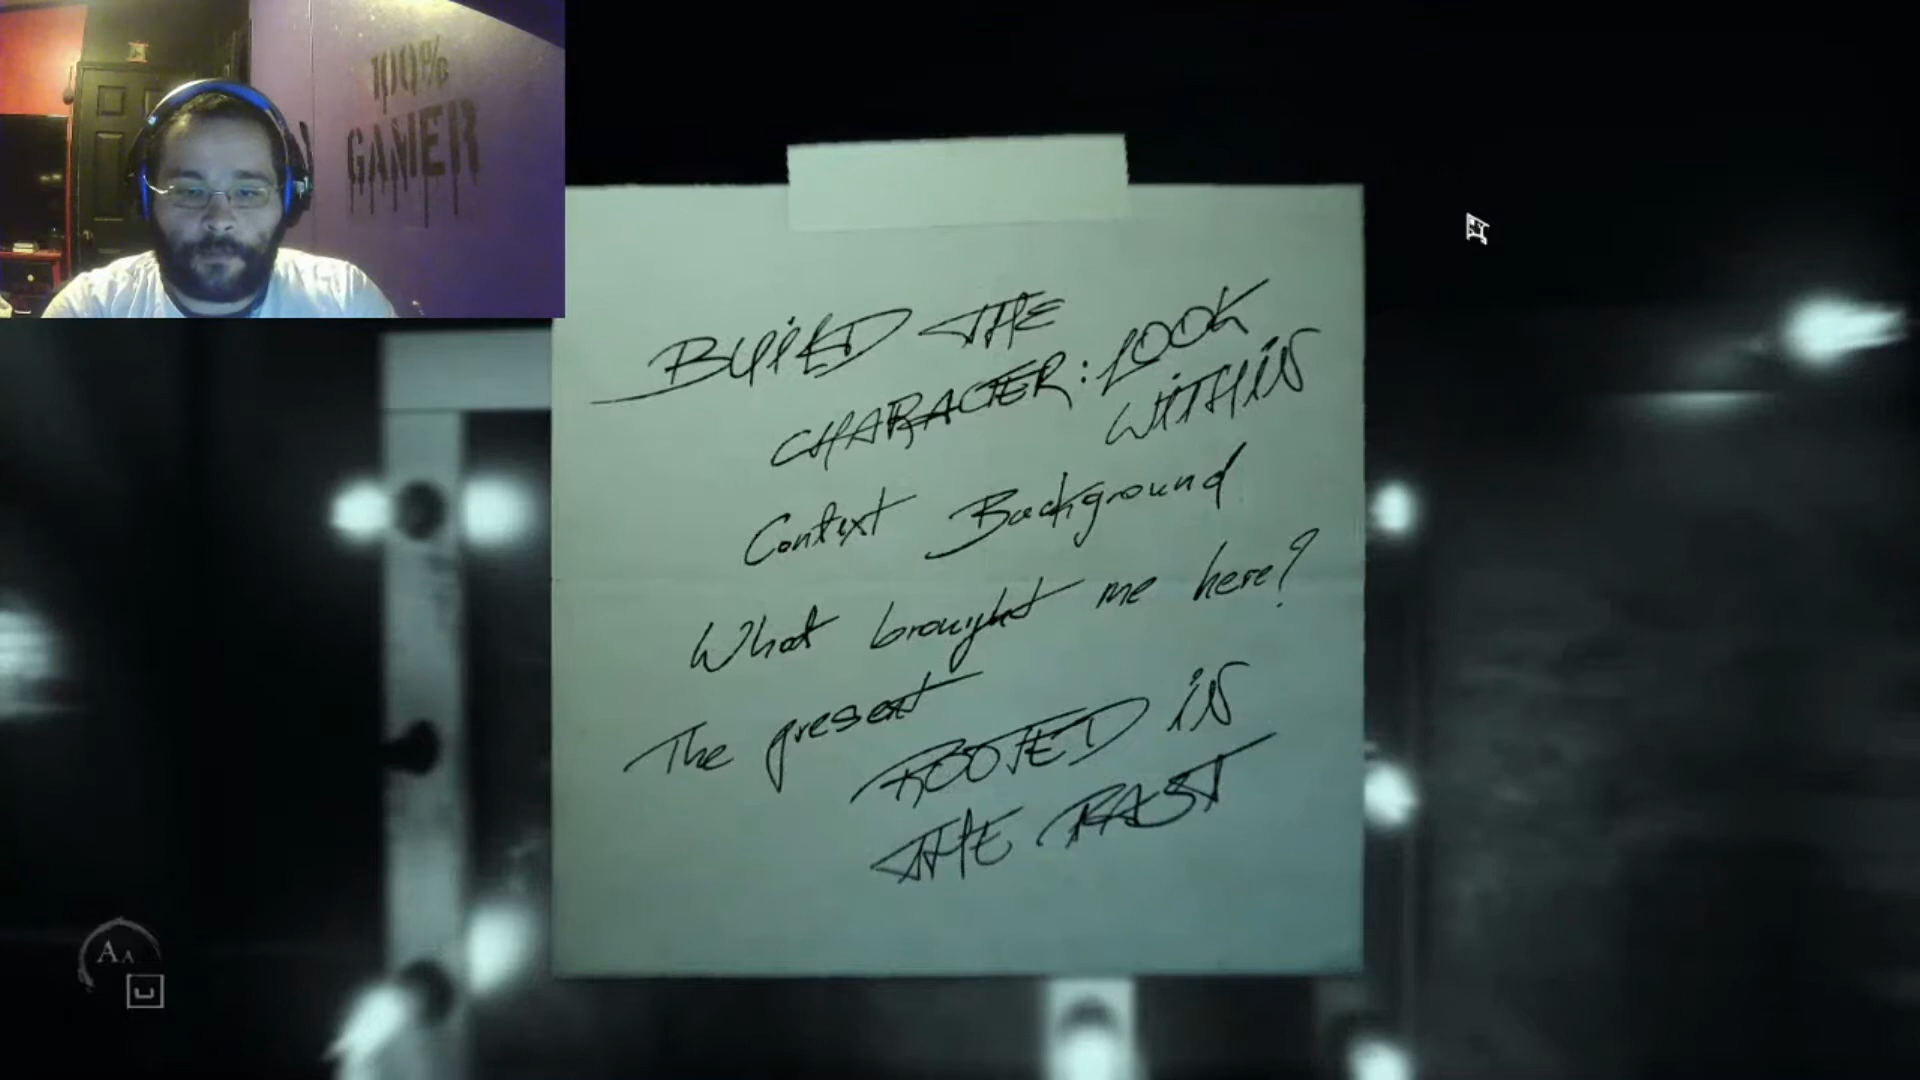 100%
GAMER
BUILD THE
CHARACTER: LOOK
WITHIN
Context Background
What brought me here?
The present
ROOTED IN
THE PAST
AA